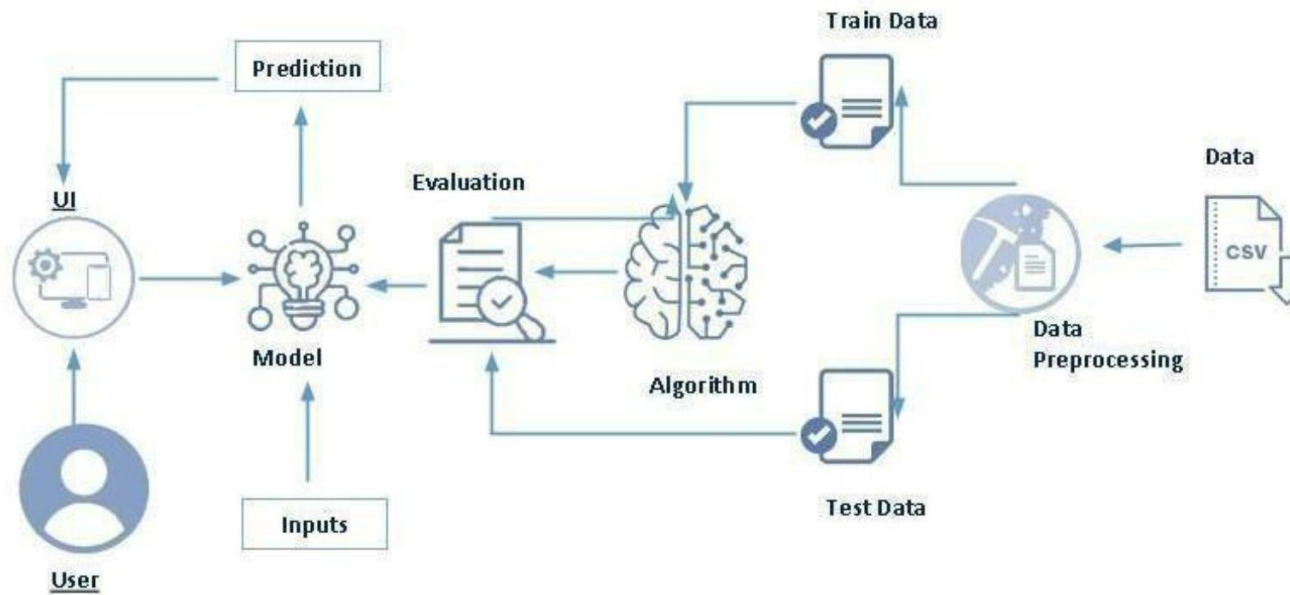 Train Data
Prediction
Data
Evaluation
UI
CSV
Model
Data
Preprocessing
Algorithm
Test Data
Inputs
User